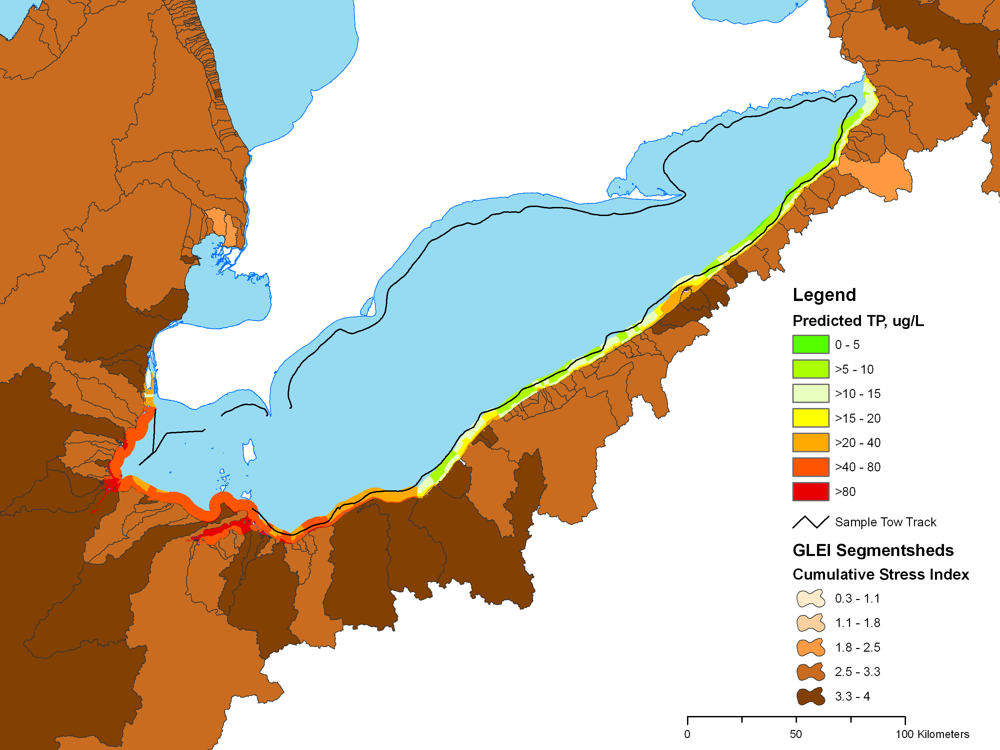 Legend
Predicted TP, ug/L
0 - 5
>5 - 10
>10 - 15
>15 - 20
>20 - 40
>40 - 80
>80
Sample Tow Track
GLEI Segmentsheds
Cumulative Stress Index
0.3 - 1.1
1.1 - 1.8
1.8 - 2.5
2.5 - 3.3
3.3 - 4
0 50 100 Kilometers